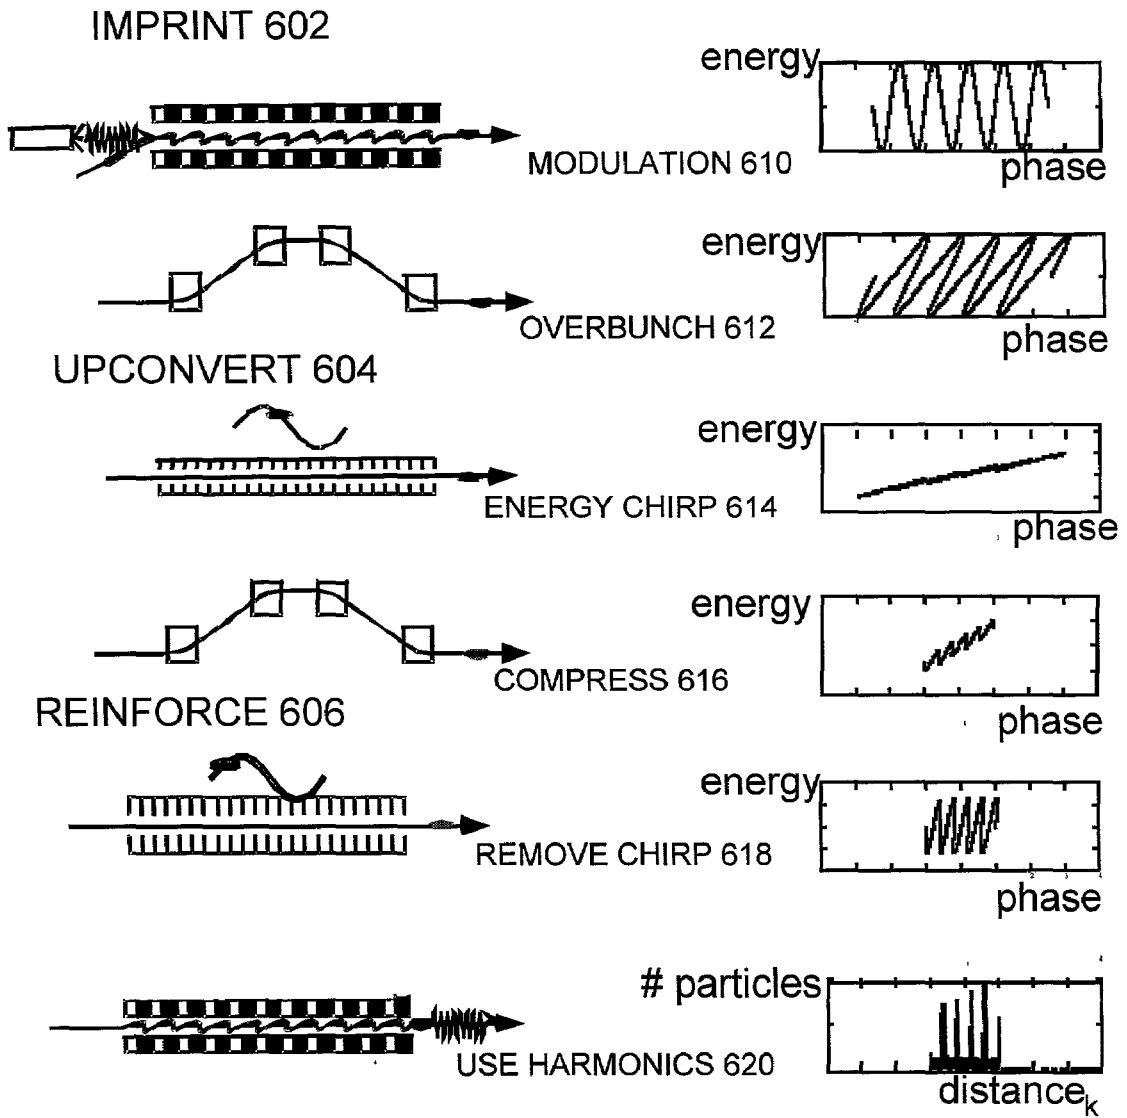 IMPRINT 602
energy
MODULATION 610
phase
energy
OVERBUNCH 612
phase
UPCONVERT 604
energy
ENERGY CHIRP 614
phase
energy
COMPRESS 616
phase
REINFORCE 606
energy
REMOVE CHIRP 618
phase
# particles
USE HARMONICS 620
distancek